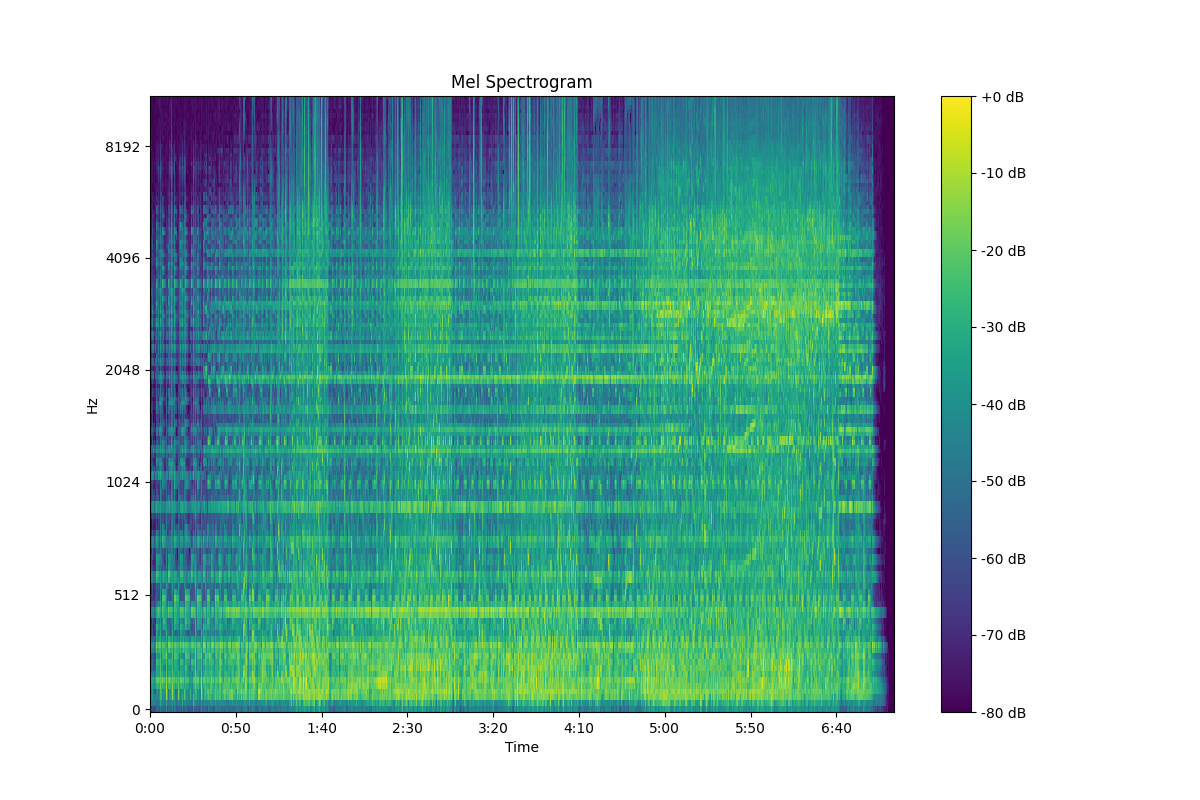 Mel Spectrogram
+0 dB
8192
-10 dB
-20 dB
4096
-30 dB
2048
Hz
-40 dB
1024
-50 dB
-60 dB
512
-70 dB
0
-80 dB
0:00 0:50 1:40 2:30 3:20 4:10 5:00 5:50 6:40
Time